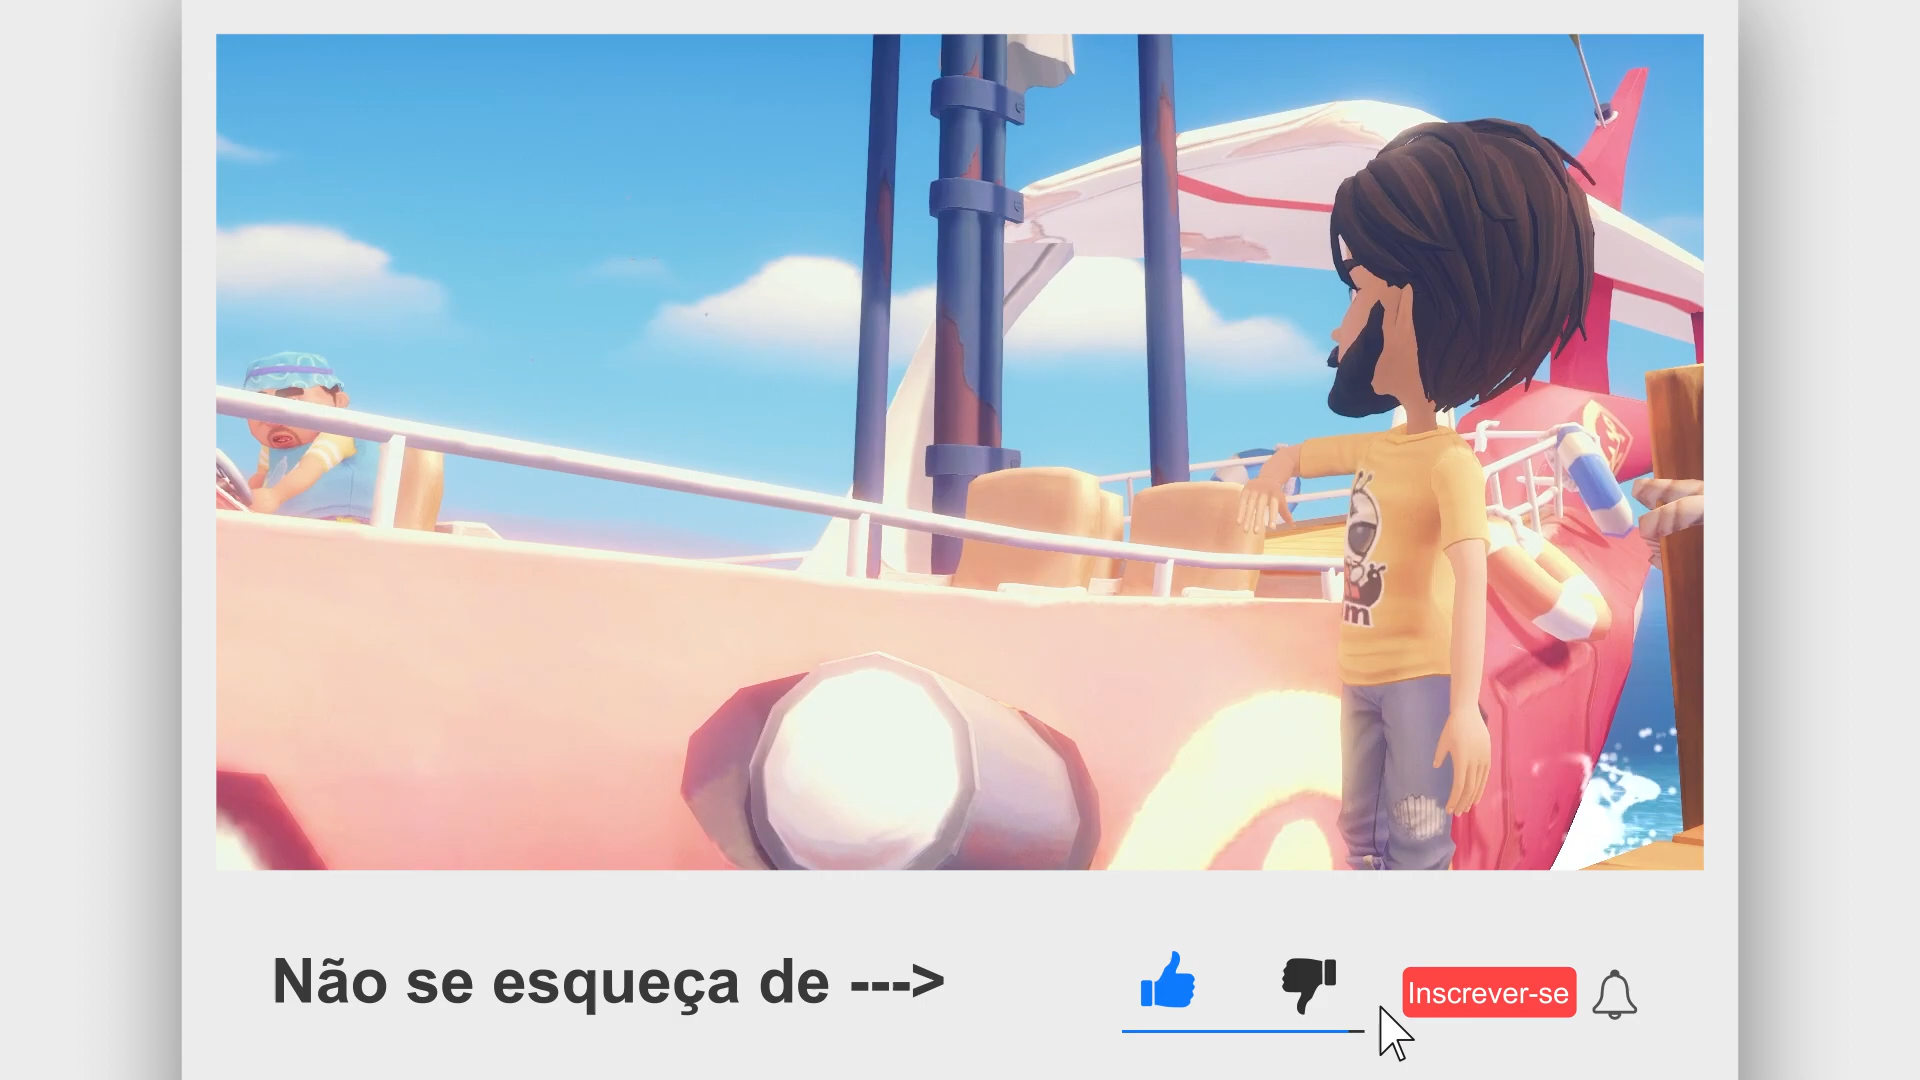 m
Não se esqueça de --->
Inscrever-se